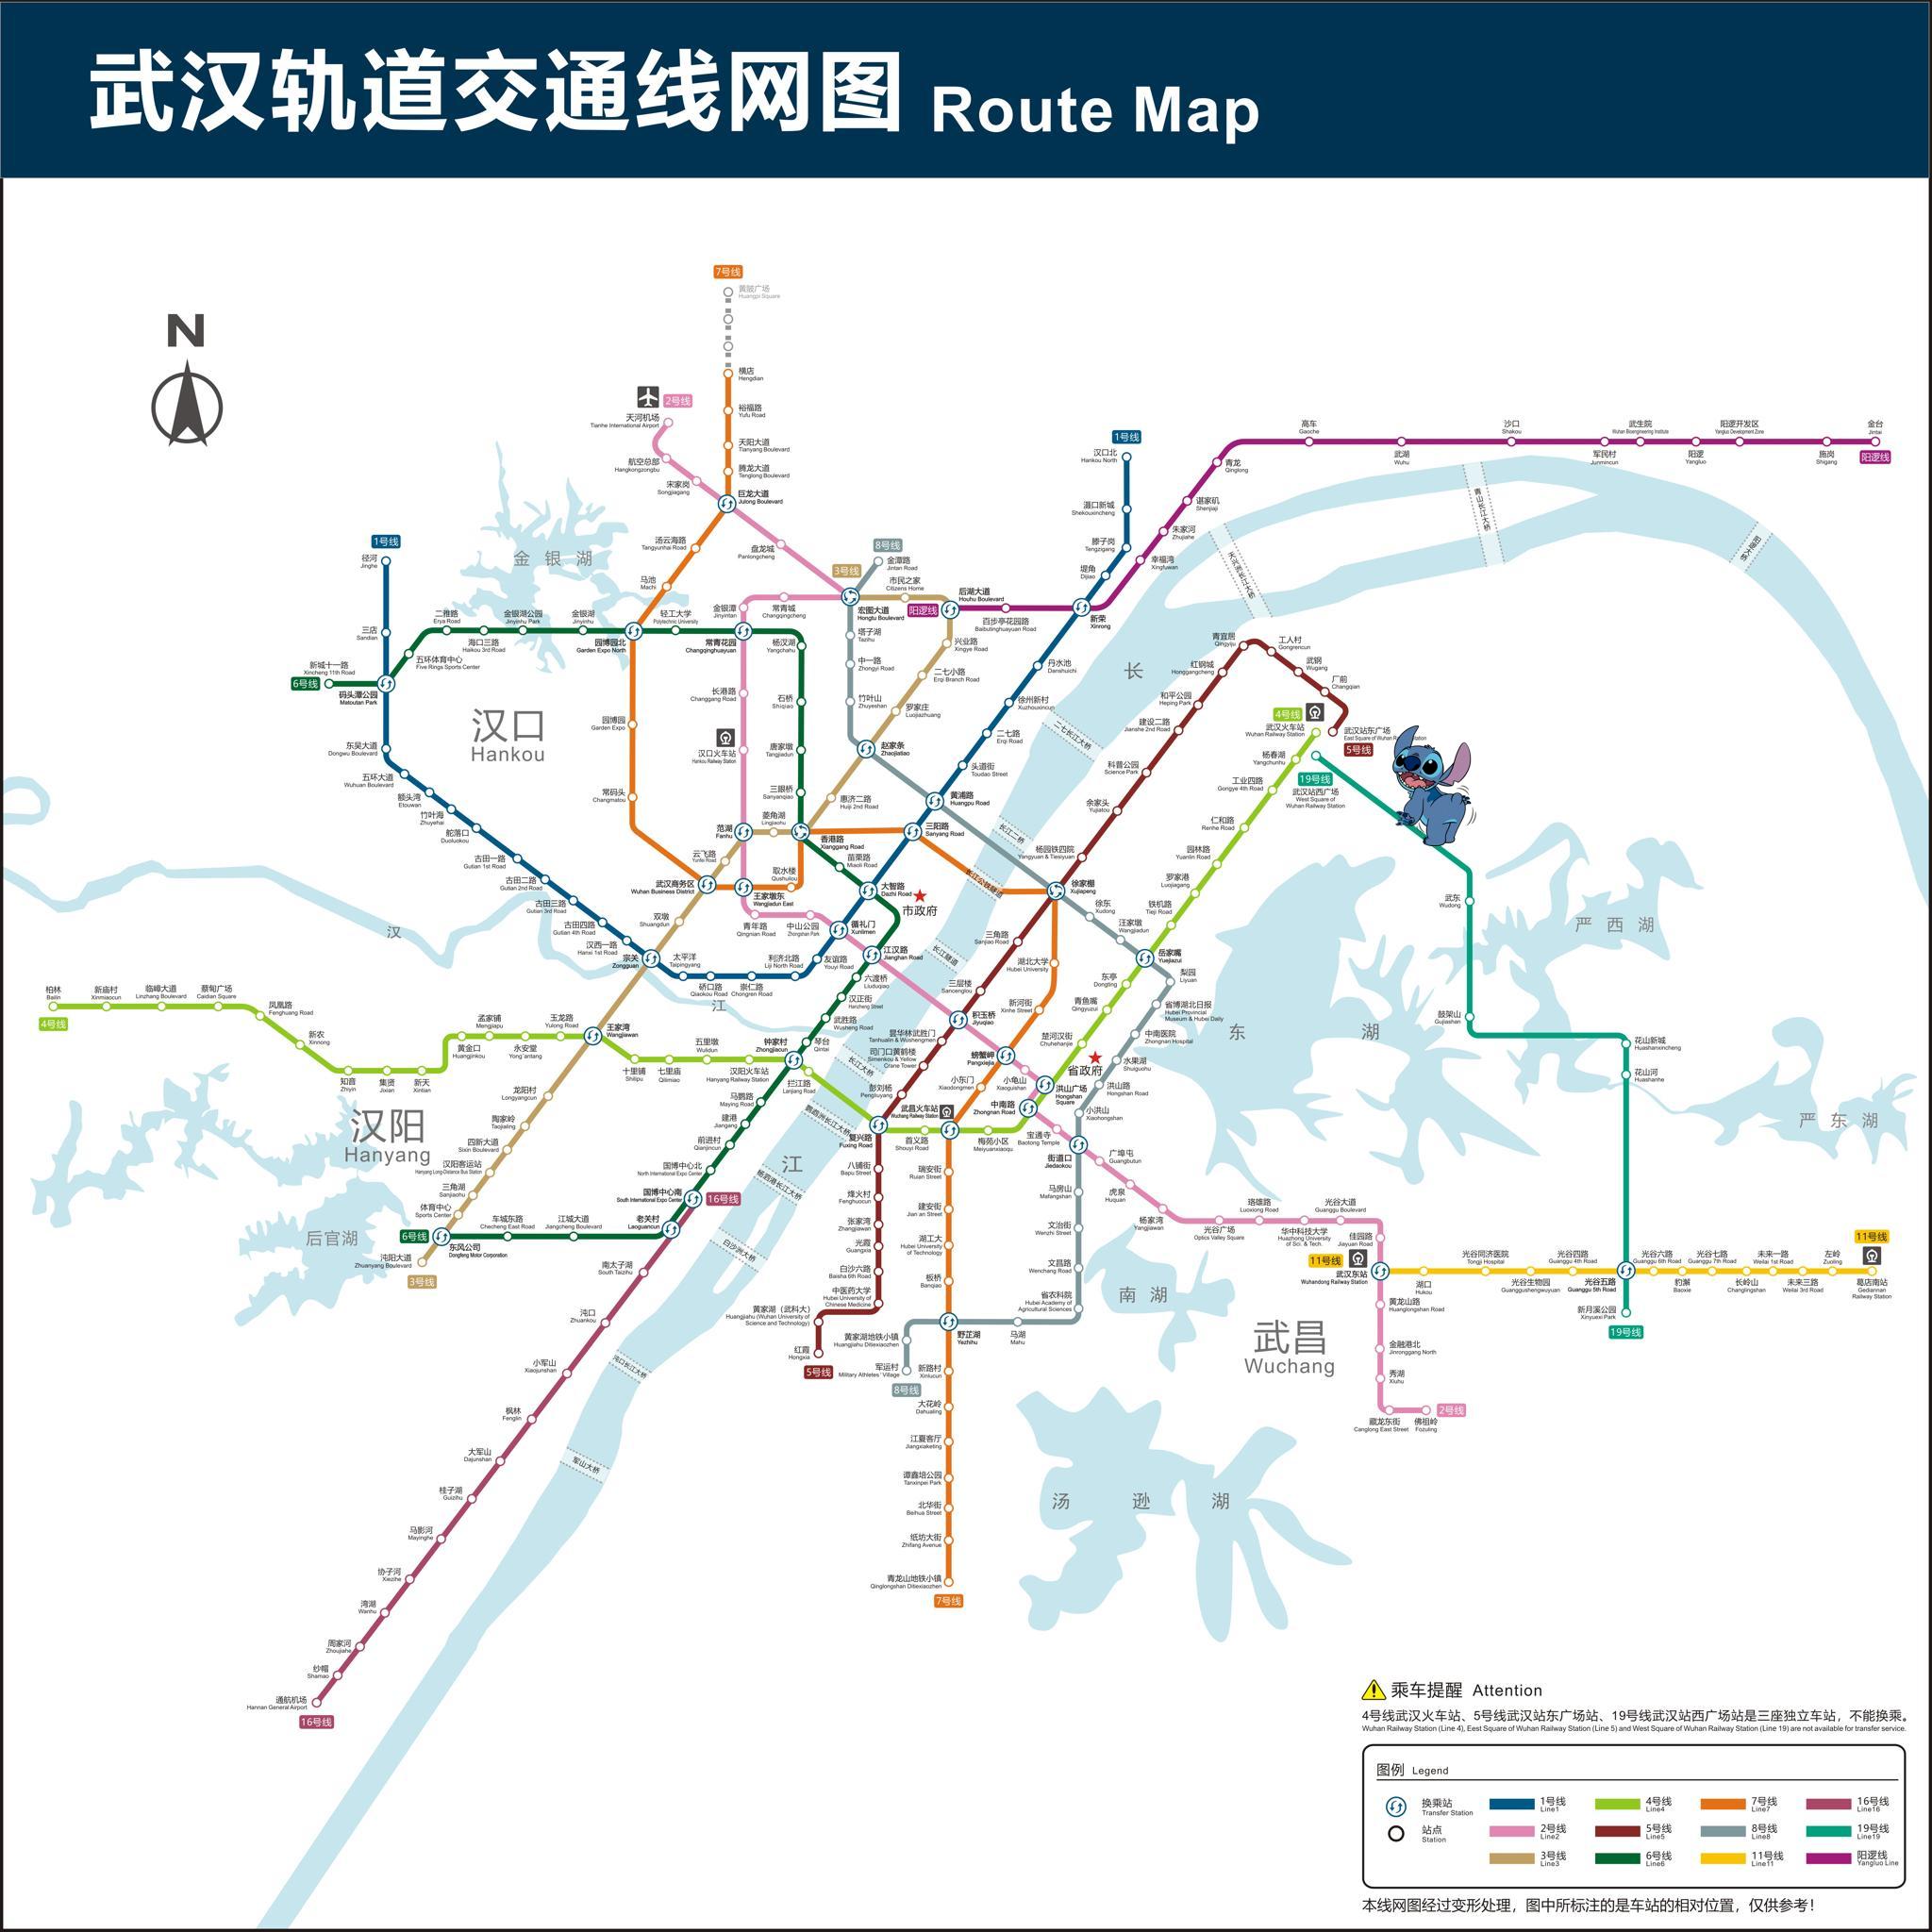 武汉轨道交通线网图 Route Map
7号线
黄陂广场
Huangpi Square
N
横店
Hengdian
裕福路
Yufu Road
天阳大道
Tianyang Boulevard
腾龙大道
Tenglong Boulevard
巨龙大道
Julong Boulevard
2号线
天河机场
Tianhe International Airport
航空总部
Hangkongzongbu
宋家岗
Songjiagang
盘龙城
Panlongcheng
汤云海路
Tangyunhai Road
马池
Machi
1号线
汉口北
Hankou North
滠口新城
Shekouxincheng
滕子岗
Tengzigang
堤角
Dijiao
新荣
Xinrong
丹水池
Danshuichi
徐州新村
Xuzhouxincun
二七路
Erqi Road
头道街
Toudao Street
黄浦路
Huangpu Road
三阳路
Sanyang Road
大智路
Dazhi Road
循礼门
Xunlimen
友谊路
Youyi Road
利济北路
Liji North Road
崇仁路
Chongren Road
硚口路
Qiaokou Road
太平洋
Taipingyang
宗关
Zongguan
汉西一路
Hanxi 1st Road
古田四路
Gutian 4th Road
古田三路
Gutian 3rd Road
古田二路
Gutian 2nd Road
古田一路
Gutian 1st Road
舵落口
Duoluokou
竹叶海
Zhuyehai
额头湾
Etouwan
五环大道
Wuhuan Boulevard
东吴大道
Dongwu Boulevard
码头潭公园
Matoutan Park
三店
Sandian
径河
Jinghe
1号线
高车
Gaoche
武湖
Wuhu
沙口
Shakou
军民村
Junmincun
武生院
Wuhan Bioengineering Institute
阳逻
Yangluo
阳逻开发区
Yangluo Development Zone
施岗
Shigang
金台
Jintai
阳逻线
青龙
Qinglong
谌家矶
Shenjiaji
朱家河
Zhujiahe
幸福湾
Xingfuwan
百步亭花园路
Baibutinghuayuan Road
后湖大道
Houhu Boulevard
阳逻线
8号线
金潭路
Jintan Road
3号线
市民之家
Citizens Home
宏图大道
Hongtu Boulevard
塔子湖
Tazihu
中一路
Zhongyi Road
竹叶山
Zhuyeshan
赵家条
Zhaojiatiao
兴业路
Xingye Road
二七小路
Erqi Branch Road
罗家庄
Luojiazhuang
惠济二路
Huiji 2nd Road
金银潭
Jinyintan
常青城
Changqingcheng
常青花园
Changqinghuayuan
长港路
Changgang Road
汉口火车站
Hankou Railway Station
范湖
Fanhu
菱角湖
Lingjiaohu
香港路
Xianggang Road
云飞路
Yunfei Road
武汉商务区
Wuhan Business District
王家墩东
Wangjiadun East
取水楼
Qushuilou
青年路
Qingnian Road
中山公园
Zhongshan Park
双墩
Shuangdun
6号线
新城十一路
Xincheng 11th Road
五环体育中心
Five Rings Sports Center
二雅路
Erya Road
海口三路
Haikou 3rd Road
金银湖公园
Jinyinhu Park
金银湖
Jinyinhu
园博园北
Garden Expo North
轻工大学
Polytechnic University
杨汊湖
Yangchahu
石桥
Shiqiao
唐家墩
Tangjiadun
三眼桥
Sanyanqiao
苗栗路
Miaoli Road
江汉路
Jianghan Road
六渡桥
Liuduqiao
汉正街
Hanzheng Street
武胜路
Wusheng Road
琴台
Qintai
钟家村
Zhongjiacun
马鹦路
Maying Road
建港
Jiangang
前进村
Qianjincun
国博中心北
North International Expo Center
国博中心南
South International Expo Center
老关村
Laoguancun
江城大道
Jiangcheng Boulevard
车城东路
Checheng East Road
东风公司
Dongfeng Motor Corporation
6号线
园博园
Garden Expo
常码头
Changmatou
金银湖
汉口
Hankou
汉阳
Hanyang
武昌
Wuchang
后官湖
汉
江
长
江
东 湖
南湖
汤 逊 湖
严西湖
严东湖
市政府
省政府
青山长江大桥
阳逻大桥
天兴洲长江大桥
二七长江大桥
长江二桥
长江公铁隧道
长江隧道
长江大桥
鹦鹉洲长江大桥
杨泗港长江大桥
白沙洲大桥
沌口长江大桥
军山大桥
4号线
柏林
Bailin
新庙村
Xinmiaocun
临嶂大道
Linzhang Boulevard
蔡甸广场
Caidian Square
凤凰路
Fenghuang Road
新农
Xinnong
知音
Zhiyin
集贤
Jixian
新天
Xintian
黄金口
Huangjinkou
孟家铺
Mengjiapu
永安堂
Yong`antang
玉龙路
Yulong Road
王家湾
Wangjiawan
十里铺
Shilipu
七里庙
Qilimiao
五里墩
Wulidun
汉阳火车站
Hanyang Railway Station
拦江路
Lanjiang Road
复兴路
Fuxing Road
首义路
Shouyi Road
武昌火车站
Wuchang Railway Station
梅苑小区
Meiyuanxiaoqu
中南路
Zhongnan Road
洪山广场
Hongshan Square
楚河汉街
Chuhehanjie
青鱼嘴
Qingyuzui
东亭
Dongting
岳家嘴
Yuejiazui
铁机路
Tieji Road
罗家港
Luojiagang
园林路
Yuanlin Road
仁和路
Renhe Road
工业四路
Gongye 4th Road
杨春湖
Yangchunhu
武汉火车站
Wuhan Railway Station
4号线
龙阳村
Longyangcun
陶家岭
Taojialing
四新大道
Sixin Boulevard
汉阳客运站
Hanyang Long-Distance Bus Station
三角湖
Sanjiaohu
体育中心
Sports Center
沌阳大道
Zhuanyang Boulevard
3号线
青宜居
Qingyiju
工人村
Gongrencun
武钢
Wugang
厂前
Changqian
武汉站东广场
5号线
红钢城
Honggangcheng
和平公园
Heping Park
建设二路
Jianshe 2nd Road
科普公园
Science Park
余家头
Yujiatou
杨园铁四院
Yangyuan & Tiesiyuan
徐家棚
Xujiapeng
三角路
Sanjiao Road
三层楼
Sancenglou
积玉桥
Jiyuqiao
昙华林武胜门
Tanhualin & Wushengmen
司门口黄鹤楼
Simenkou & Yellow
Crane Tower
彭刘杨
Pengliuyang
八铺街
Bapu Street
烽火村
Fenghuocun
张家湾
Zhangjiawan
光霞
Guangxia
白沙六路
Baisha 6th Road
中医药大学
Hubei University of
Chinese Medicine
黄家湖（武科大）
Huangjiahu (Wuhan University of
Science and Technology)
红霞
Hongxia
5号线
湖北大学
Hubei University
新河街
Xinhe Street
螃蟹岬
Pangxiejia
小东门
Xiaodongmen
小龟山
Xiaoguishan
瑞安街
Ruian Street
建安街
Jian an Street
湖工大
Hubei University
of Technology
板桥
Banqiao
野芷湖
Yezhihu
新路村
Xinlucun
大花岭
Dahualing
江夏客厅
Jiangxiaketing
谭鑫培公园
Tanxinpei Park
北华街
Beihua Street
纸坊大街
Zhifang Avenue
青龙山地铁小镇
Qinglongshan Ditiexiaozhen
7号线
徐东
Xudong
汪家墩
Wangjiadun
梨园
Liyuan
省博湖北日报
Hubei Provincial
Museum & Hubei Daily
中南医院
Zhongnan Hospital
水果湖
Shuiguohu
洪山路
Hongshan Road
小洪山
Xiaohongshan
街道口
Jiedaokou
马房山
Mafangshan
文治街
Wenzhi Street
文昌路
Wenchang Road
省农科院
Hubei Academy of
Agricultural Sciences
马湖
Mahu
黄家湖地铁小镇
Huangjiahu Ditiexiaozhen
军运村
Military Athletes' Village
8号线
宝通寺
Baotong Temple
广埠屯
Guangbutun
虎泉
Huquan
杨家湾
Yangjiawan
光谷广场
Optics Valley Square
珞雄路
Luoxiong Road
华中科技大学
Huazhong University
of Sci. & Tech.
光谷大道
Guanggu Boulevard
佳园路
Jiayuan Road
武汉东站
Wuhandong Railway Station
黄龙山路
Huanglongshan Road
金融港北
Jinronggang North
秀湖
Xiuhu
藏龙东街
Canglong East Street
佛祖岭
Fozuling
2号线
11号线
湖口
Hukou
光谷同济医院
Tongji Hospital
光谷生物园
Guanggushengwuyuan
光谷四路
Guanggu 4th Road
光谷五路
Guanggu 5th Road
光谷六路
Guanggu 6th Road
豹澥
Baoxie
光谷七路
Guanggu 7th Road
长岭山
Changlingshan
未来一路
Weilai 1st Road
未来三路
Weilai 3rd Road
左岭
Zuoling
葛店南站
Gediannan
Railway Station
11号线
19号线
武汉站西广场
West Square of
Wuhan Railway Station
武东
Wudong
鼓架山
Gujiashan
花山新城
Huashanxincheng
花山河
Huashanhe
新月溪公园
Xinyuexi Park
19号线
16号线
南太子湖
South Taizihu
沌口
Zhuankou
小军山
Xiaojunshan
枫林
Fenglin
大军山
Dajunshan
桂子湖
Guizihu
马影河
Mayinghe
协子河
Xiezihe
湾湖
Wanhu
周家河
Zhoujiahe
纱帽
Shamao
通航机场
Hannan General Airport
16号线
乘车提醒 Attention
4号线武汉火车站、5号线武汉站东广场站、19号线武汉站西广场站是三座独立车站，不能换乘。
Wuhan Railway Station (Line 4), Eest Square of Wuhan Railway Station (Line 5) and West Square of Wuhan Railway Station (Line 19) are not available for transfer service.
图例 Legend
换乘站
Transfer Station
站点
Station
1号线
Line1
2号线
Line2
3号线
Line3
4号线
Line4
5号线
Line5
6号线
Line6
7号线
Line7
8号线
Line8
11号线
Line11
16号线
Line16
19号线
Line19
阳逻线
Yangluo Line
本线网图经过变形处理，图中所标注的是车站的相对位置，仅供参考！